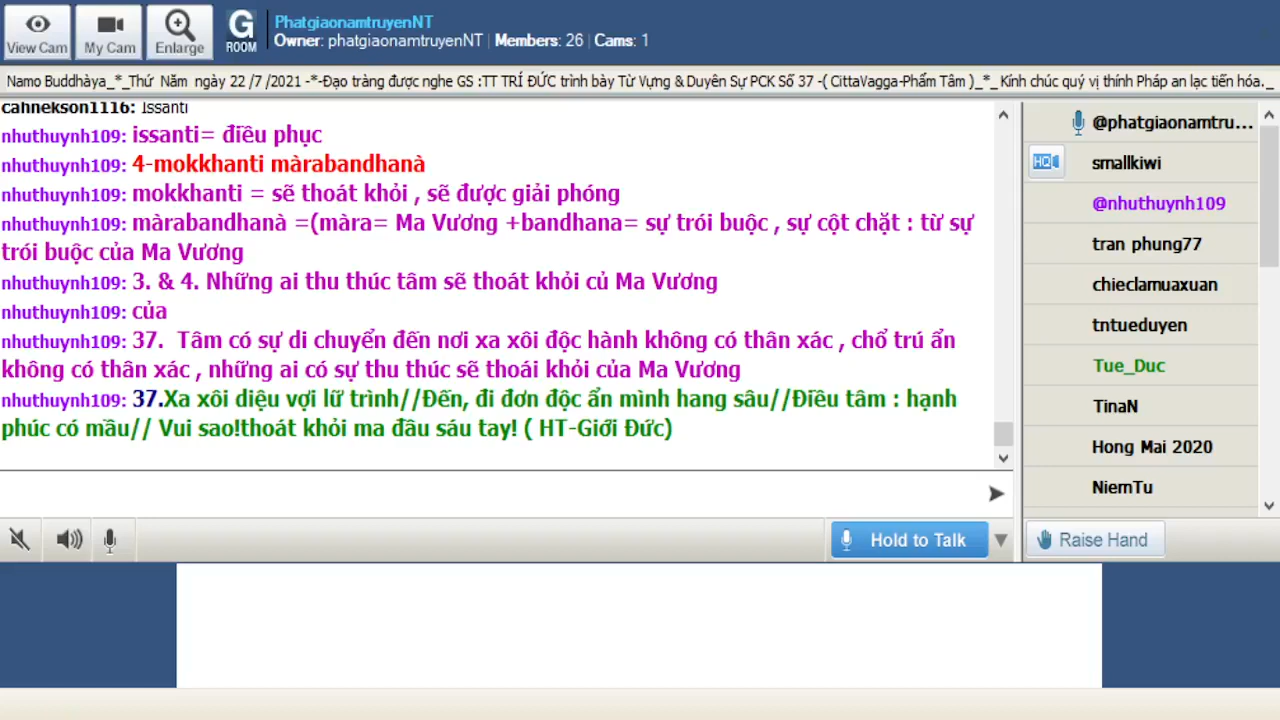 View Cam
My Cam
Enlarge
G
ROOM
PhatgiaonamtruyenNT
Owner: phatgiaonamtruyenNT | Members: 26 | Cams: 1
Namo Buddhàya_*_Thứ Năm ngày 22 /7 /2021 -*-Đạo tràng được nghe GS :TT TRÍ ĐỨC trình bày Từ Vựng & Duyên Sự PCK Số 37 -( CittaVagga-Phẩm Tâm )_*_ Kính chúc quý vị thính Pháp an lạc tiến hóa._
cahnekson1116: Issanti
nhuthuynh109: issanti= điều phục
nhuthuynh109: 4-mokkhanti màrabandhanà
nhuthuynh109: mokkhanti = sẽ thoát khỏi , sẽ được giải phóng
nhuthuynh109: màrabandhanà =(màra= Ma Vương +bandhana= sự trói buộc , sự cột chặt : từ sự
trói buộc của Ma Vương
nhuthuynh109: 3. & 4. Những ai thu thúc tâm sẽ thoát khỏi củ Ma Vương
nhuthuynh109: của
nhuthuynh109: 37. Tâm có sự di chuyển đến nơi xa xôi độc hành không có thân xác , chổ trú ẩn
không có thân xác , những ai có sự thu thúc sẽ thoái khỏi của Ma Vương
nhuthuynh109: 37.Xa xôi diệu vợi lữ trình//Đến, đi đơn độc ẩn mình hang sâu//Điều tâm : hạnh
phúc có mầu// Vui sao!thoát khỏi ma đầu sáu tay! ( HT-Giới Đức)
@phatgiaonamtru...
HQ
smallkiwi
@nhuthuynh109
tran phung77
chieclamuaxuan
tntueduyen
Tue_Duc
TinaN
Hong Mai 2020
NiemTu
Hold to Talk
Raise Hand